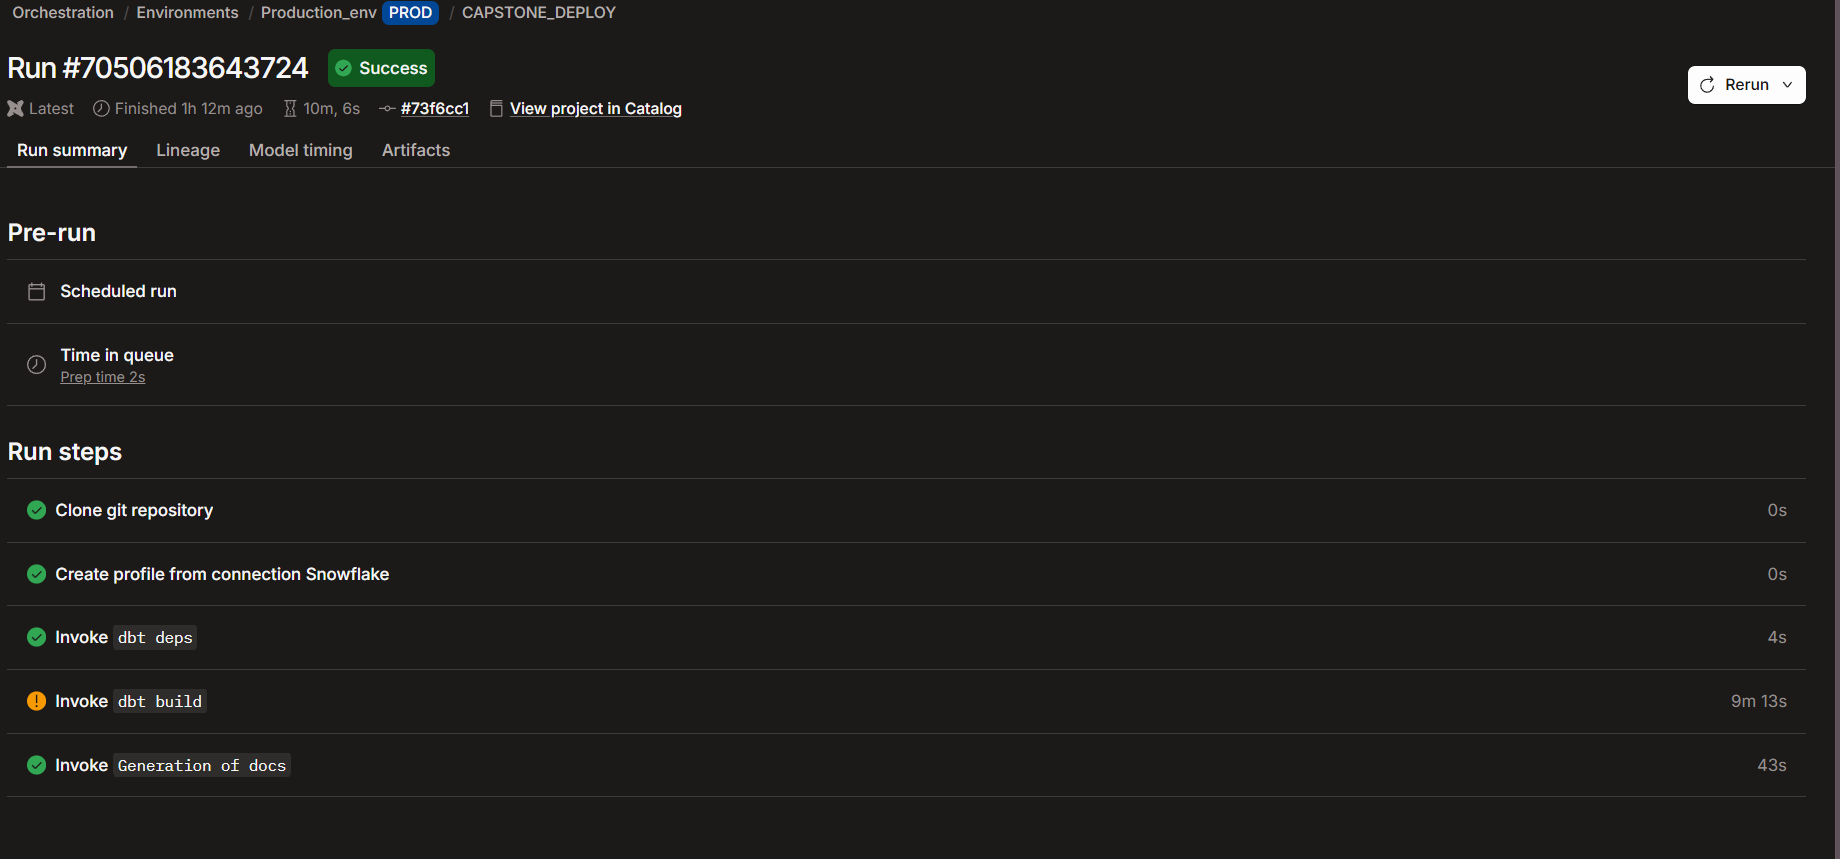 Orchestration / Environments / Production_env PROD / CAPSTONE_DEPLOY
Run #70506183643724 Success
Rerun
Latest Finished 1h 12m ago 10m, 6s #73f6cc1 View project in Catalog
Run summary Lineage Model timing Artifacts
Pre-run
Scheduled run
Time in queue
Prep time 2s
Run steps
Clone git repository 0s
Create profile from connection Snowflake 0s
Invoke dbt deps 4s
Invoke dbt build 9m 13s
Invoke Generation of docs 43s